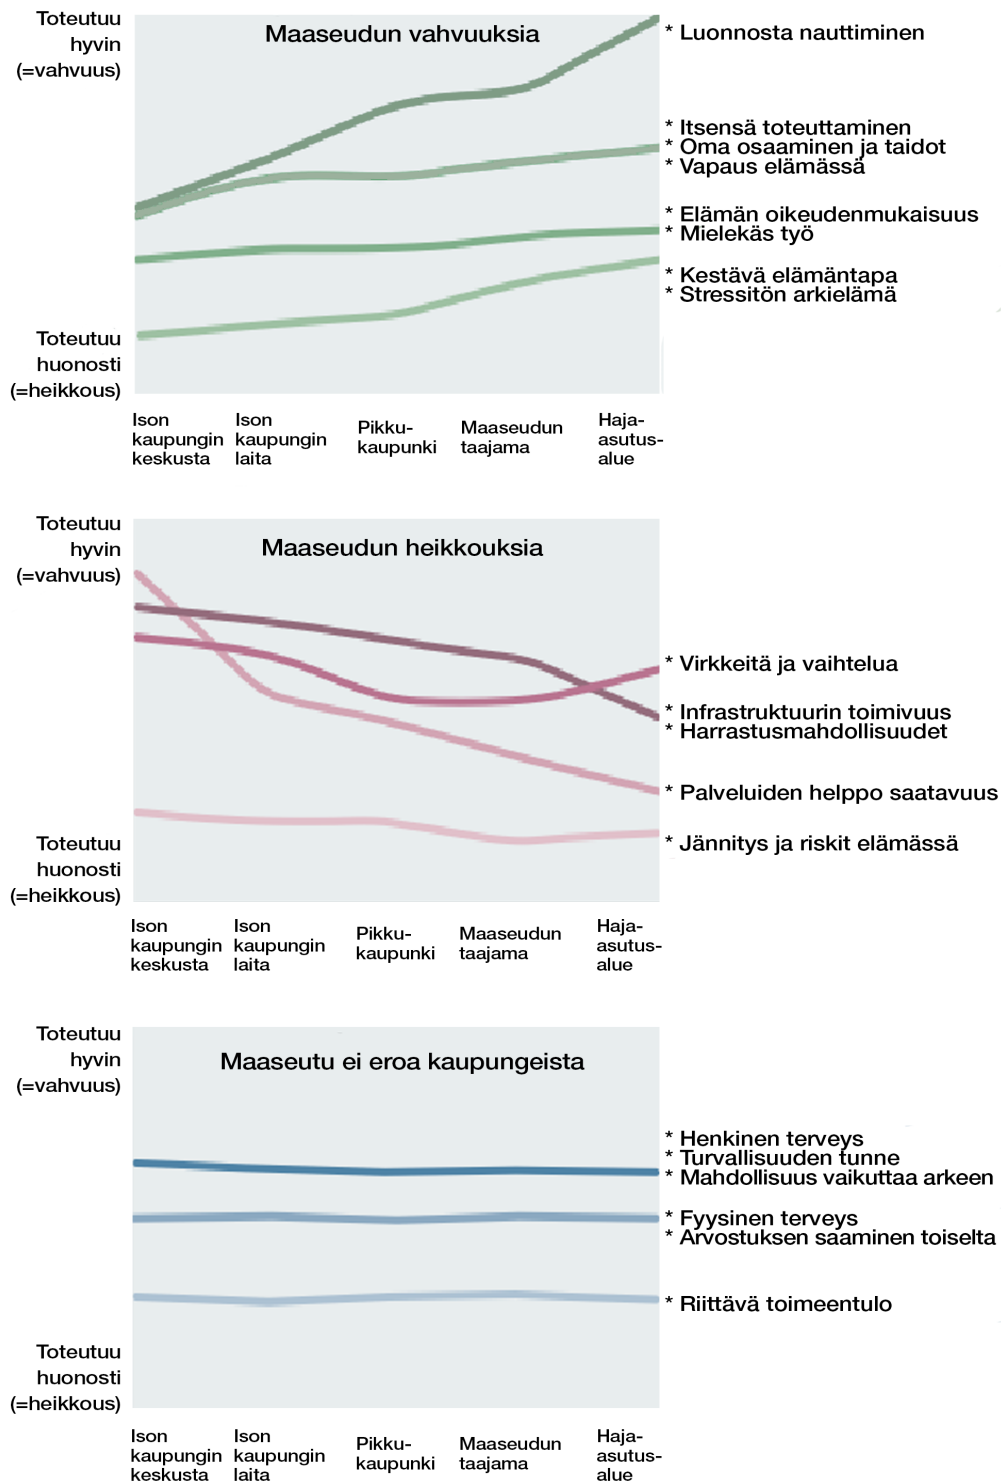 Toteutuu
hyvin
(=vahvuus)
Maaseudun vahvuuksia
* Luonnosta nauttiminen
* Itsensä toteuttaminen
* Oma osaaminen ja taidot
* Vapaus elämässä
* Elämän oikeudenmukaisuus
* Mielekäs työ
* Kestävä elämäntapa
* Stressitön arkielämä
Toteutuu
huonosti
(=heikkous)
Ison
kaupungin
keskusta
Ison
kaupungin
laita
Pikku-
kaupunki
Maaseudun
taajama
Haja-
asutus-
alue
Toteutuu
hyvin
(=vahvuus)
Maaseudun heikkouksia
* Virkkeitä ja vaihtelua
* Infrastruktuurin toimivuus
* Harrastusmahdollisuudet
* Palveluiden helppo saatavuus
* Jännitys ja riskit elämässä
Toteutuu
huonosti
(=heikkous)
Ison
kaupungin
keskusta
Ison
kaupungin
laita
Pikku-
kaupunki
Maaseudun
taajama
Haja-
asutus-
alue
Toteutuu
hyvin
(=vahvuus)
Maaseutu ei eroa kaupungeista
* Henkinen terveys
* Turvallisuuden tunne
* Mahdollisuus vaikuttaa arkeen
* Fyysinen terveys
* Arvostuksen saaminen toiselta
* Riittävä toimeentulo
Toteutuu
huonosti
(=heikkous)
Ison
kaupungin
keskusta
Ison
kaupungin
laita
Pikku-
kaupunki
Maaseudun
taajama
Haja-
asutus-
alue